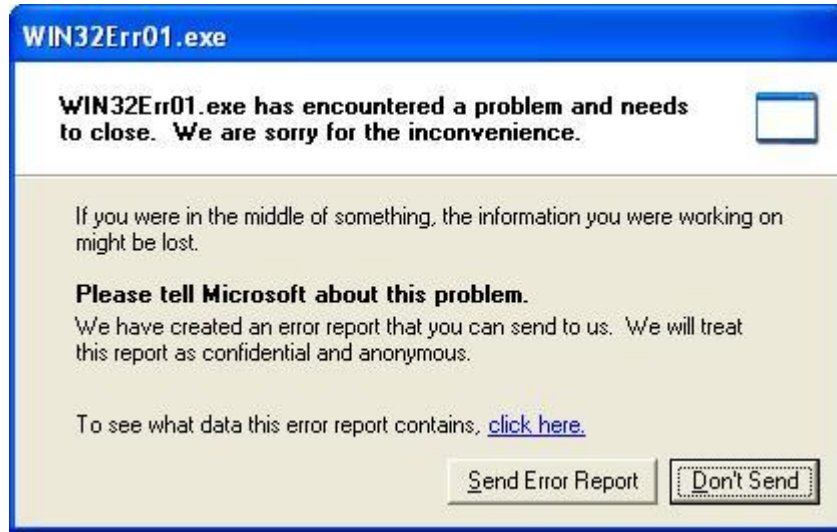 WIN32Err01.exe
WIN32Err01.exe has encountered a problem and needs
to close.  We are sorry for the inconvenience.
If you were in the middle of something, the information you were working on
might be lost.
Please tell Microsoft about this problem.
We have created an error report that you can send to us.  We will treat
this report as confidential and anonymous.
To see what data this error report contains, click here.
Send Error Report Don't Send